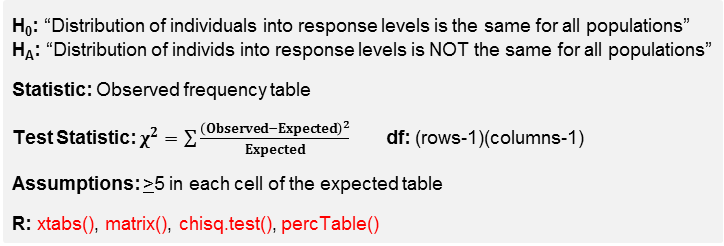 H₀: “Distribution of individuals into response levels is the same for all populations”
H_A: “Distribution of individs into response levels is NOT the same for all populations”
Statistic: Observed frequency table
Test Statistic: χ² = Σ (Observed−Expected)²/Expected df: (rows-1)(columns-1)
Assumptions: ≥5 in each cell of the expected table
R: xtabs(), matrix(), chisq.test(), percTable()